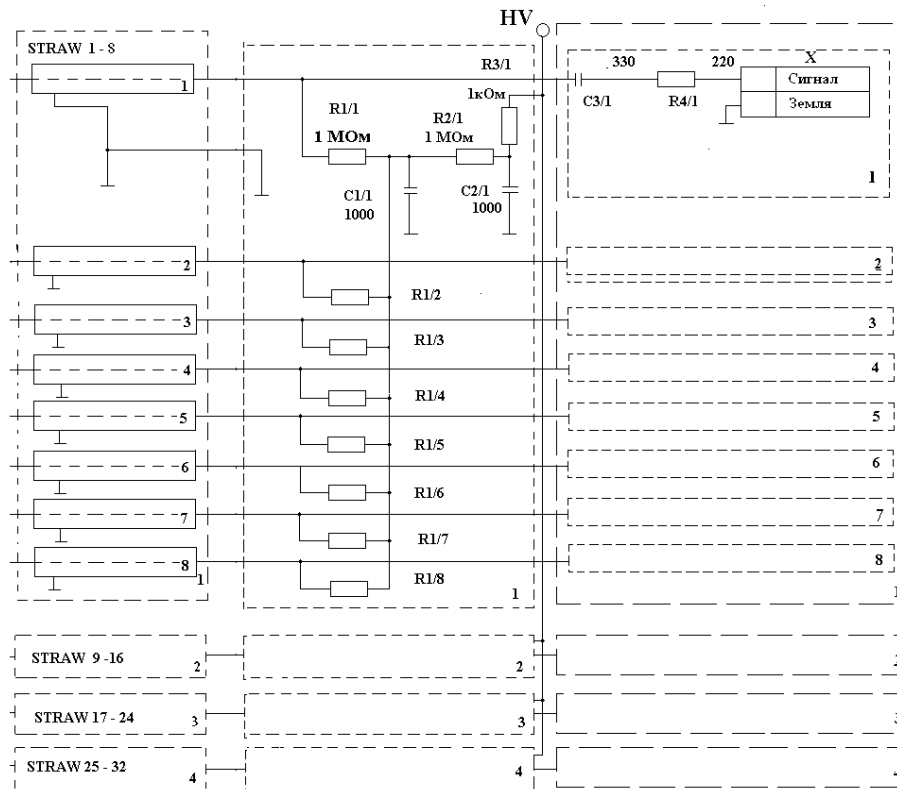 HV
STRAW 1 - 8
1
R3/1
1кОм
330
220
X
C3/1
R4/1
Сигнал
Земля
1
R1/1
1 МОм
R2/1
1 МОм
C1/1
1000
C2/1
1000
2
R1/2
2
3
R1/3
3
4
R1/4
4
5
R1/5
5
6
R1/6
6
7
R1/7
7
8
1
R1/8
1
8
1
STRAW 9 -16
2
2
STRAW 17 - 24
3
3
3
STRAW 25 - 32
4
4